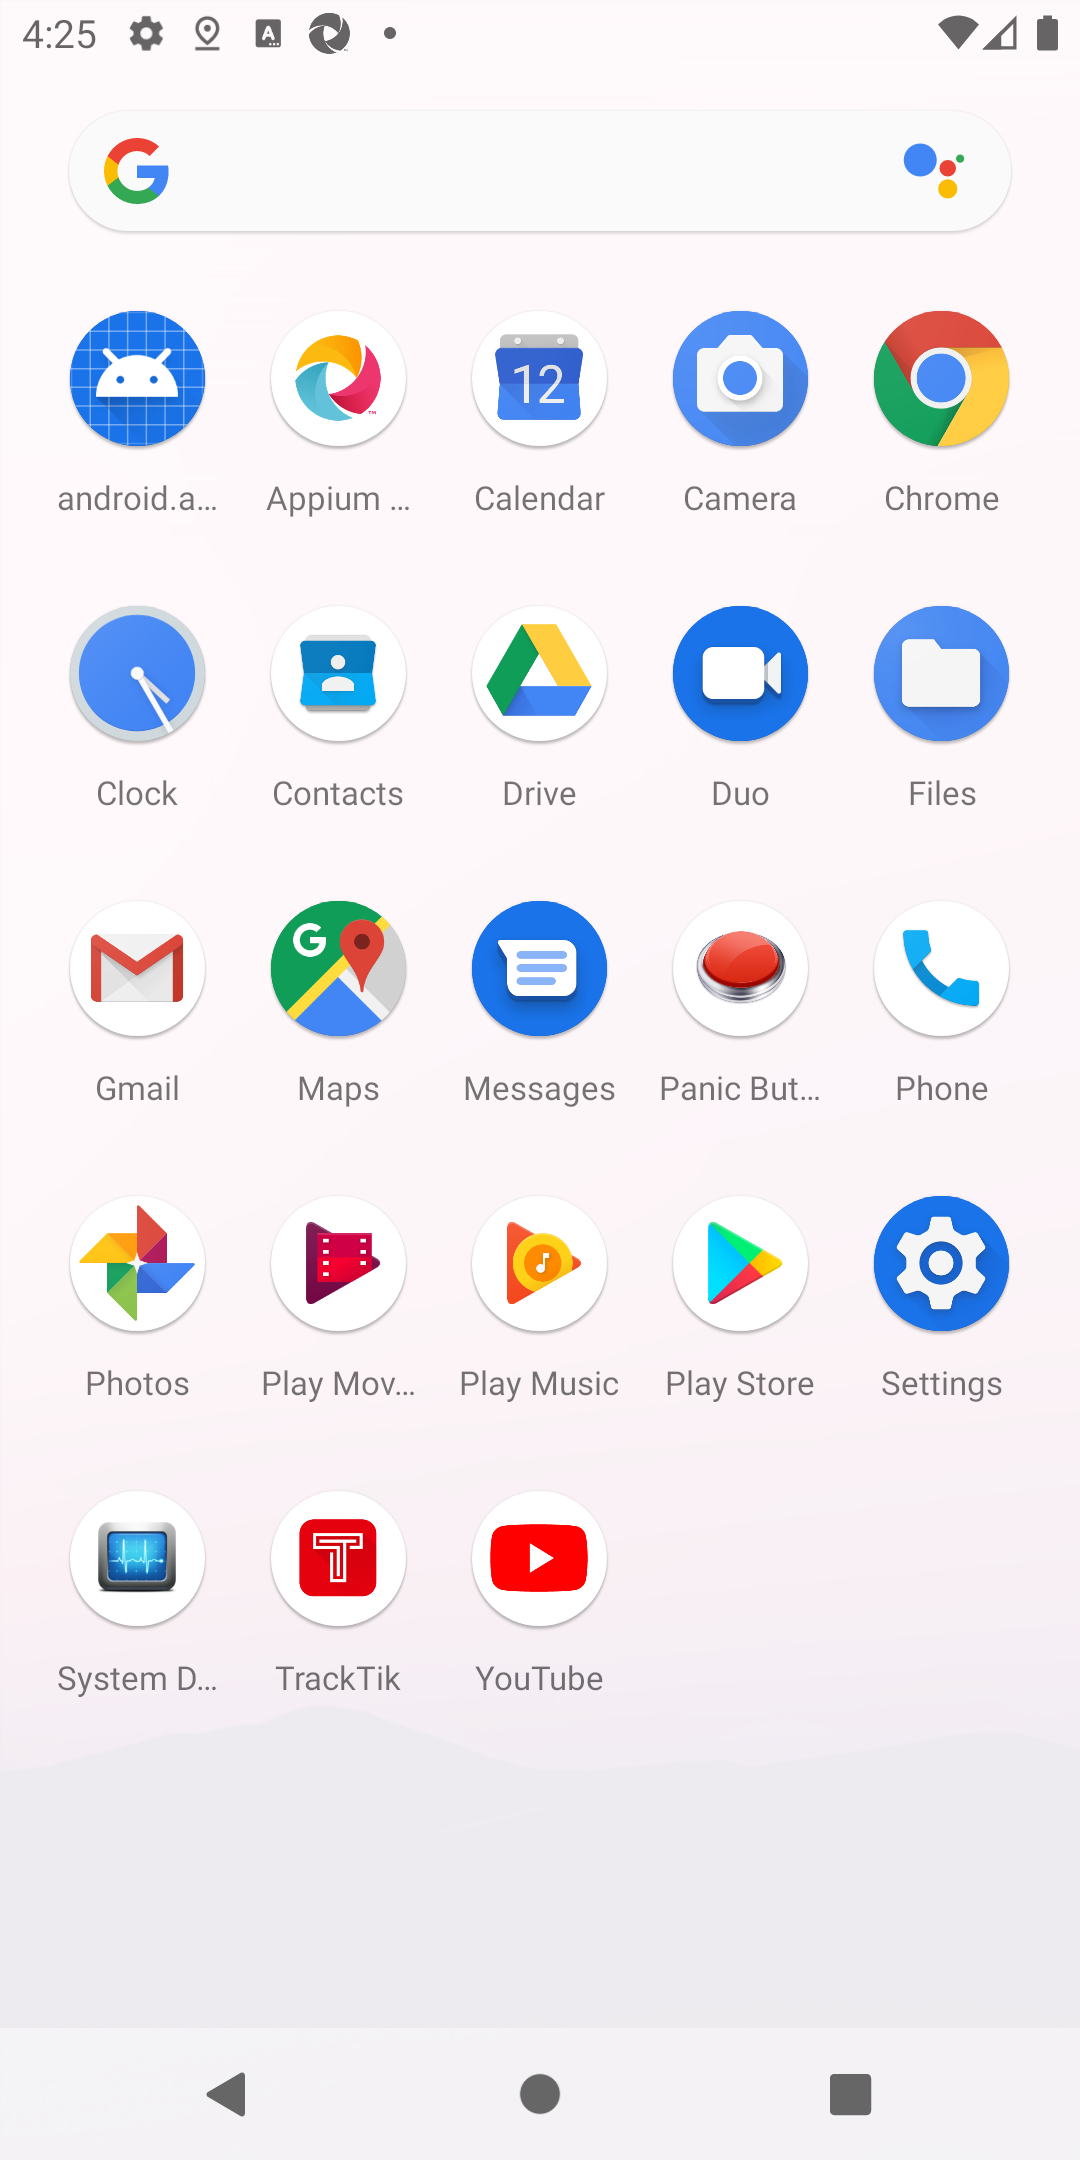 4:25
android.a...
Appium ...
12
Calendar
Camera
Chrome
Clock
Contacts
Drive
Duo
Files
Gmail
Maps
Messages
Panic But...
Phone
Photos
Play Mov...
Play Music
Play Store
Settings
System D...
TrackTik
YouTube